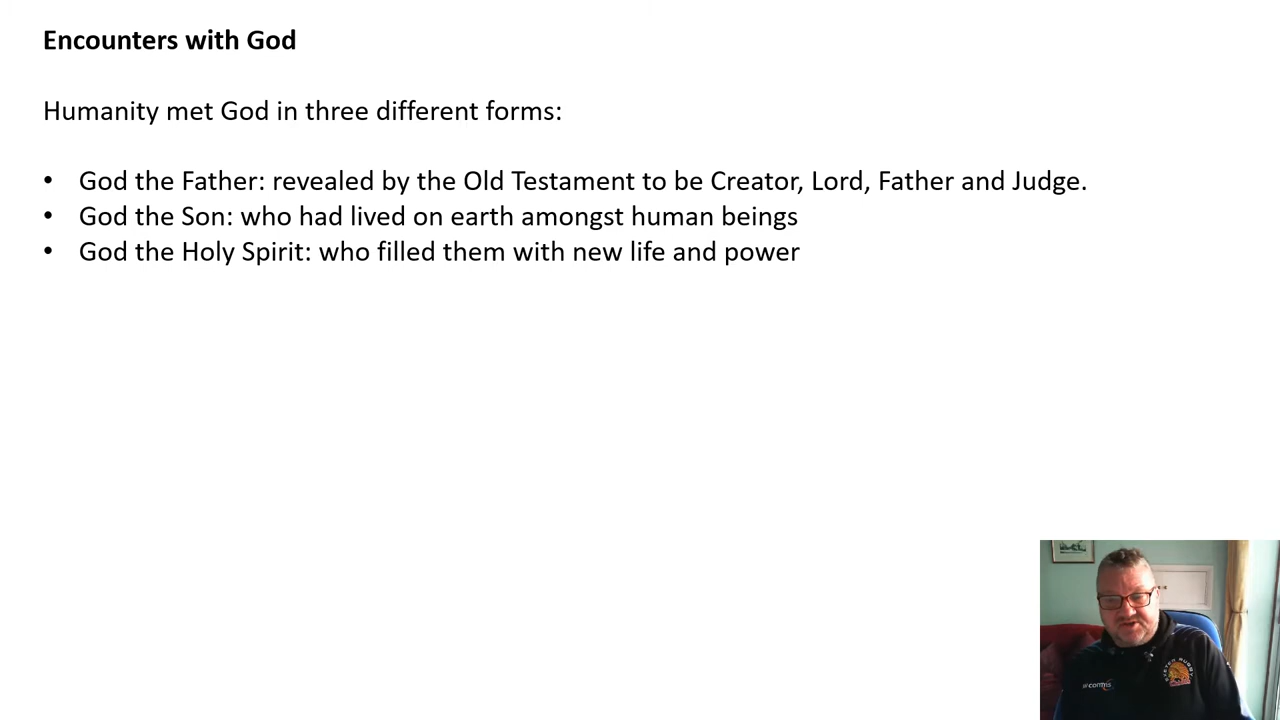 Encounters with God
Humanity met God in three different forms:
• God the Father: revealed by the Old Testament to be Creator, Lord, Father and Judge.
• God the Son: who had lived on earth amongst human beings
• God the Holy Spirit: who filled them with new life and power